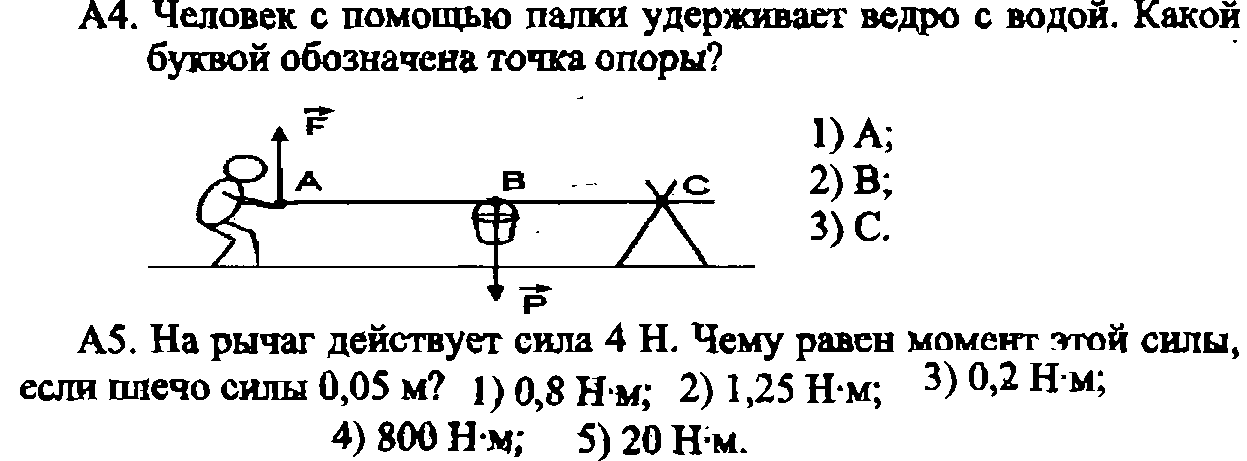 А4. Человек с помощью палки удерживает ведро с водой. Какой
буквой обозначена точка опоры?
F
A
B
C
P
1) А;
2) В;
3) С.
А5. На рычаг действует сила 4 Н. Чему равен момент этой силы,
если плечо силы 0,05 м? 1) 0,8 Н·м; 2) 1,25 Н·м; 3) 0,2 Н·м;
4) 800 Н·м; 5) 20 Н·м.